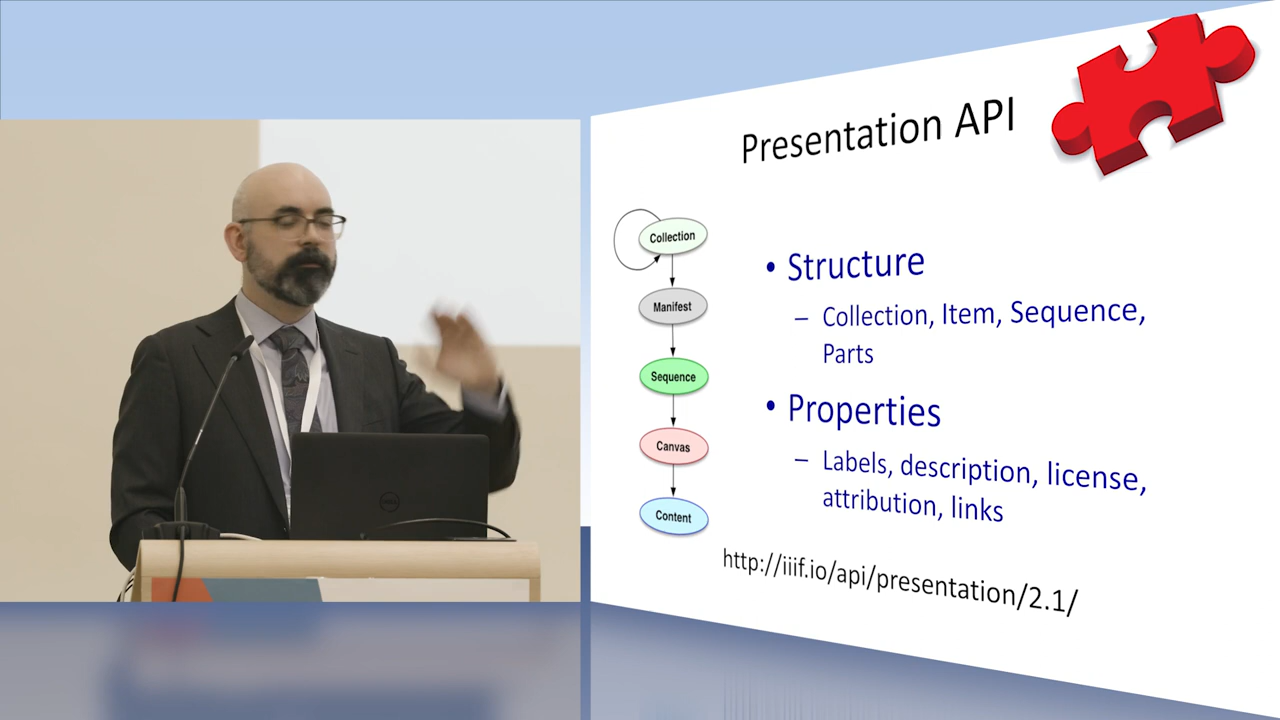 Presentation API
Collection
Manifest
Sequence
Canvas
Content
• Structure
– Collection, Item, Sequence,
Parts
• Properties
– Labels, description, license,
attribution, links
http://iiif.io/api/presentation/2.1/
DELL